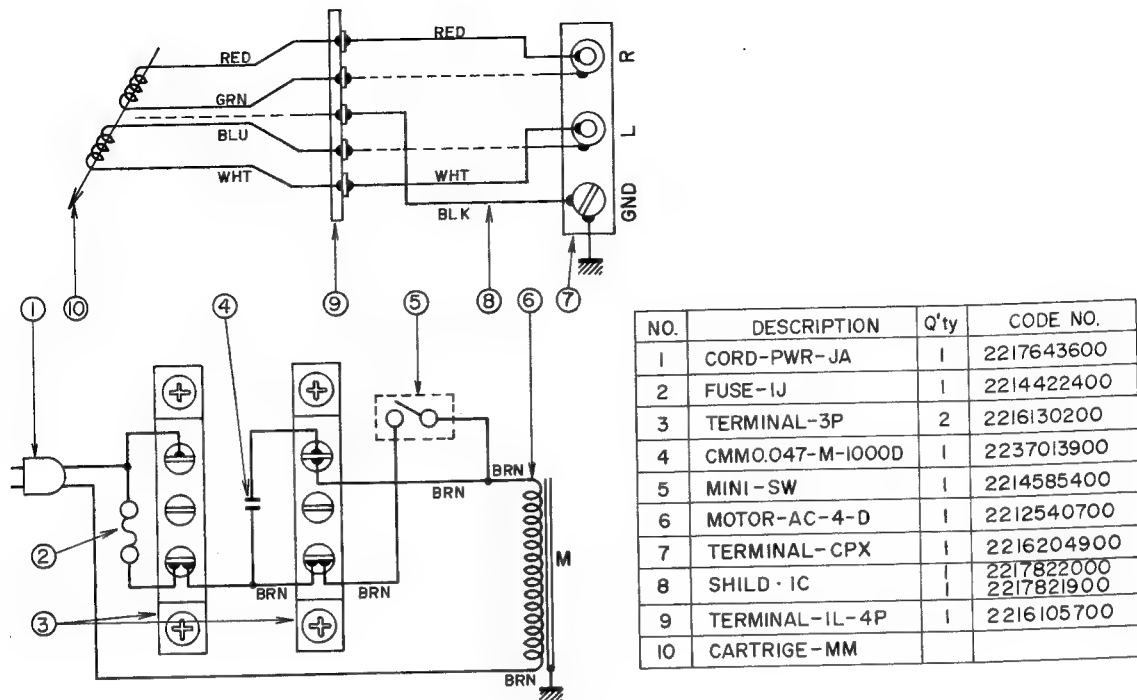 RED
RED
R
GRN
BLU
L
WHT
WHT
BLK
GND
1
10
9
5
8
7
4
6
BRN
BRN
2
M
BRN
BRN
3
BRN
NO. DESCRIPTION Q'ty CODE NO.
1 CORD-PWR-JA 1 2217643600
2 FUSE-1J 1 2214422400
3 TERMINAL-3P 2 2216130200
4 CMM0.047-M-1000D 1 2237013900
5 MINI-SW 1 2214585400
6 MOTOR-AC-4-D 1 2212540700
7 TERMINAL-CPX 1 2216204900
8 SHILD · 1C 1 2217822000
1 2217821900
9 TERMINAL-1L-4P 1 2216105700
10 CARTRIGE-MM